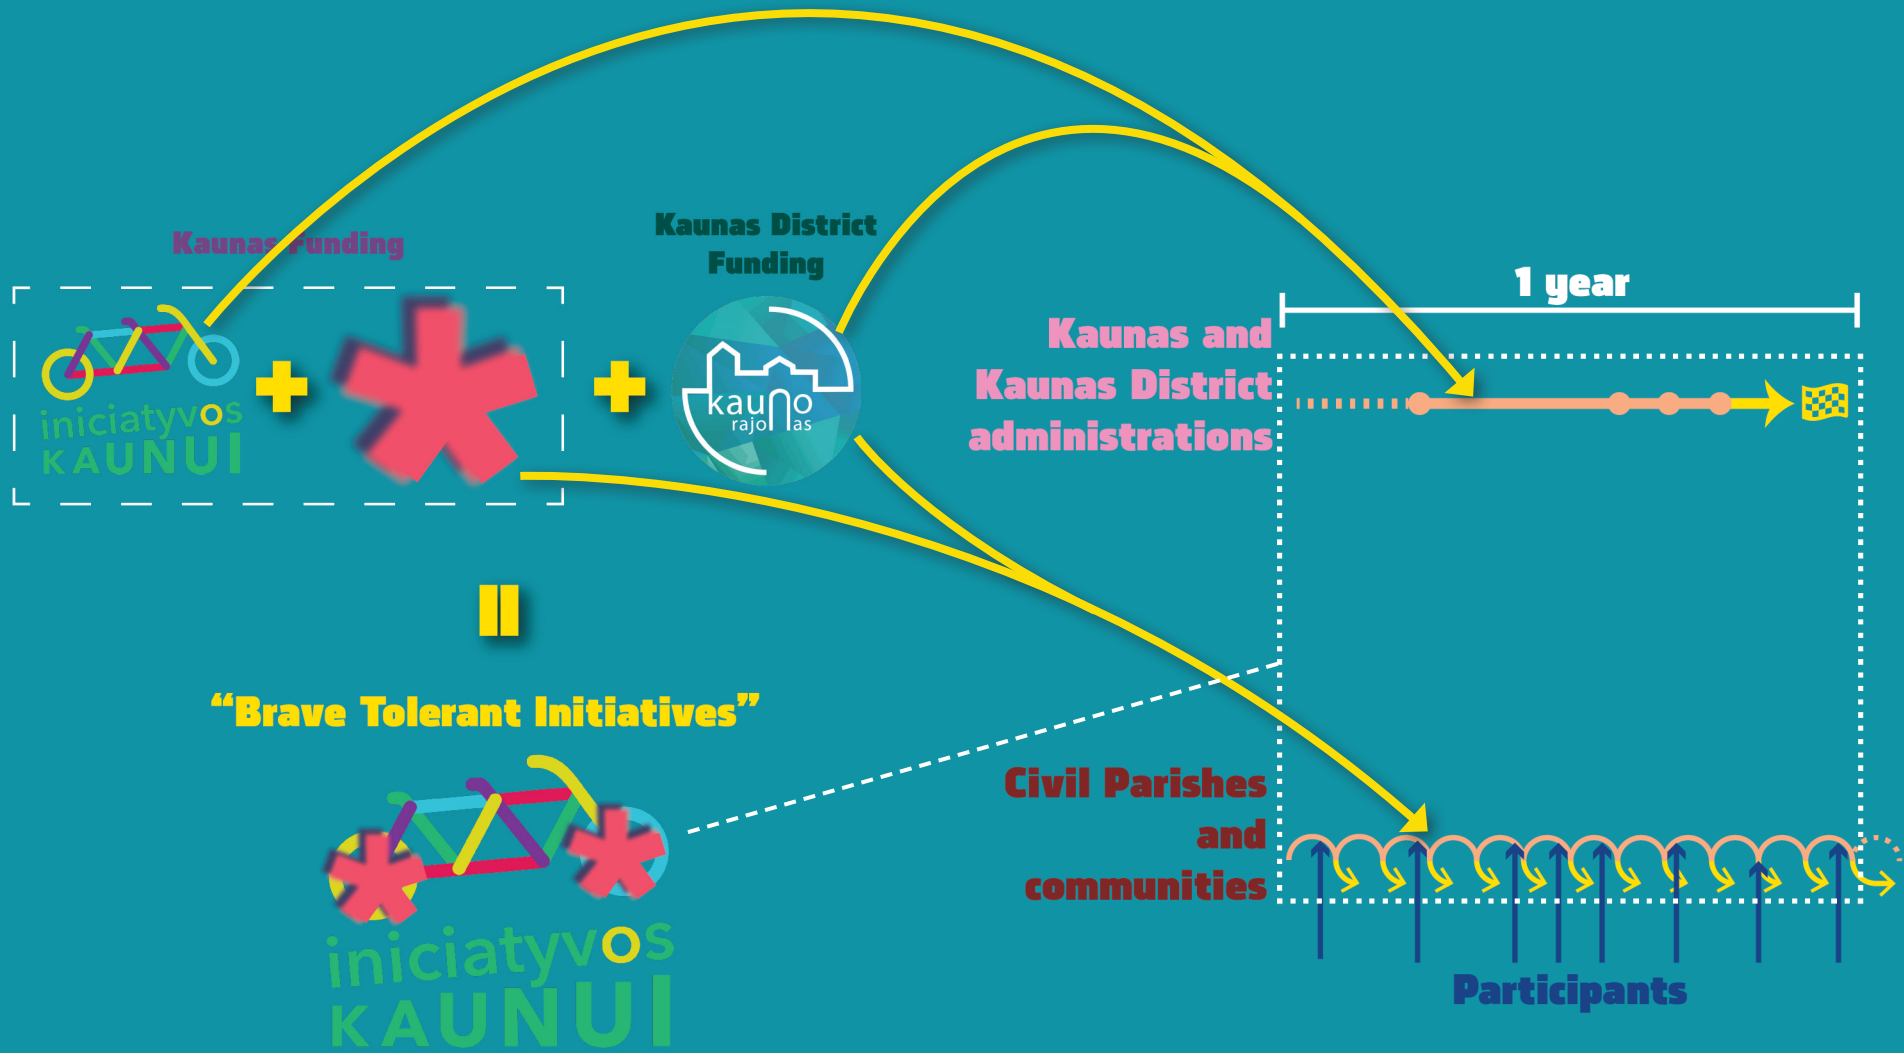 Kaunas Funding
Kaunas District
Funding
iniciatyvos
KAUNUI
kauno
rajonas
1 year
Kaunas and
Kaunas District
administrations
“Brave Tolerant Initiatives”
iniciatyvos
KAUNUI
Civil Parishes
and
communities
Participants